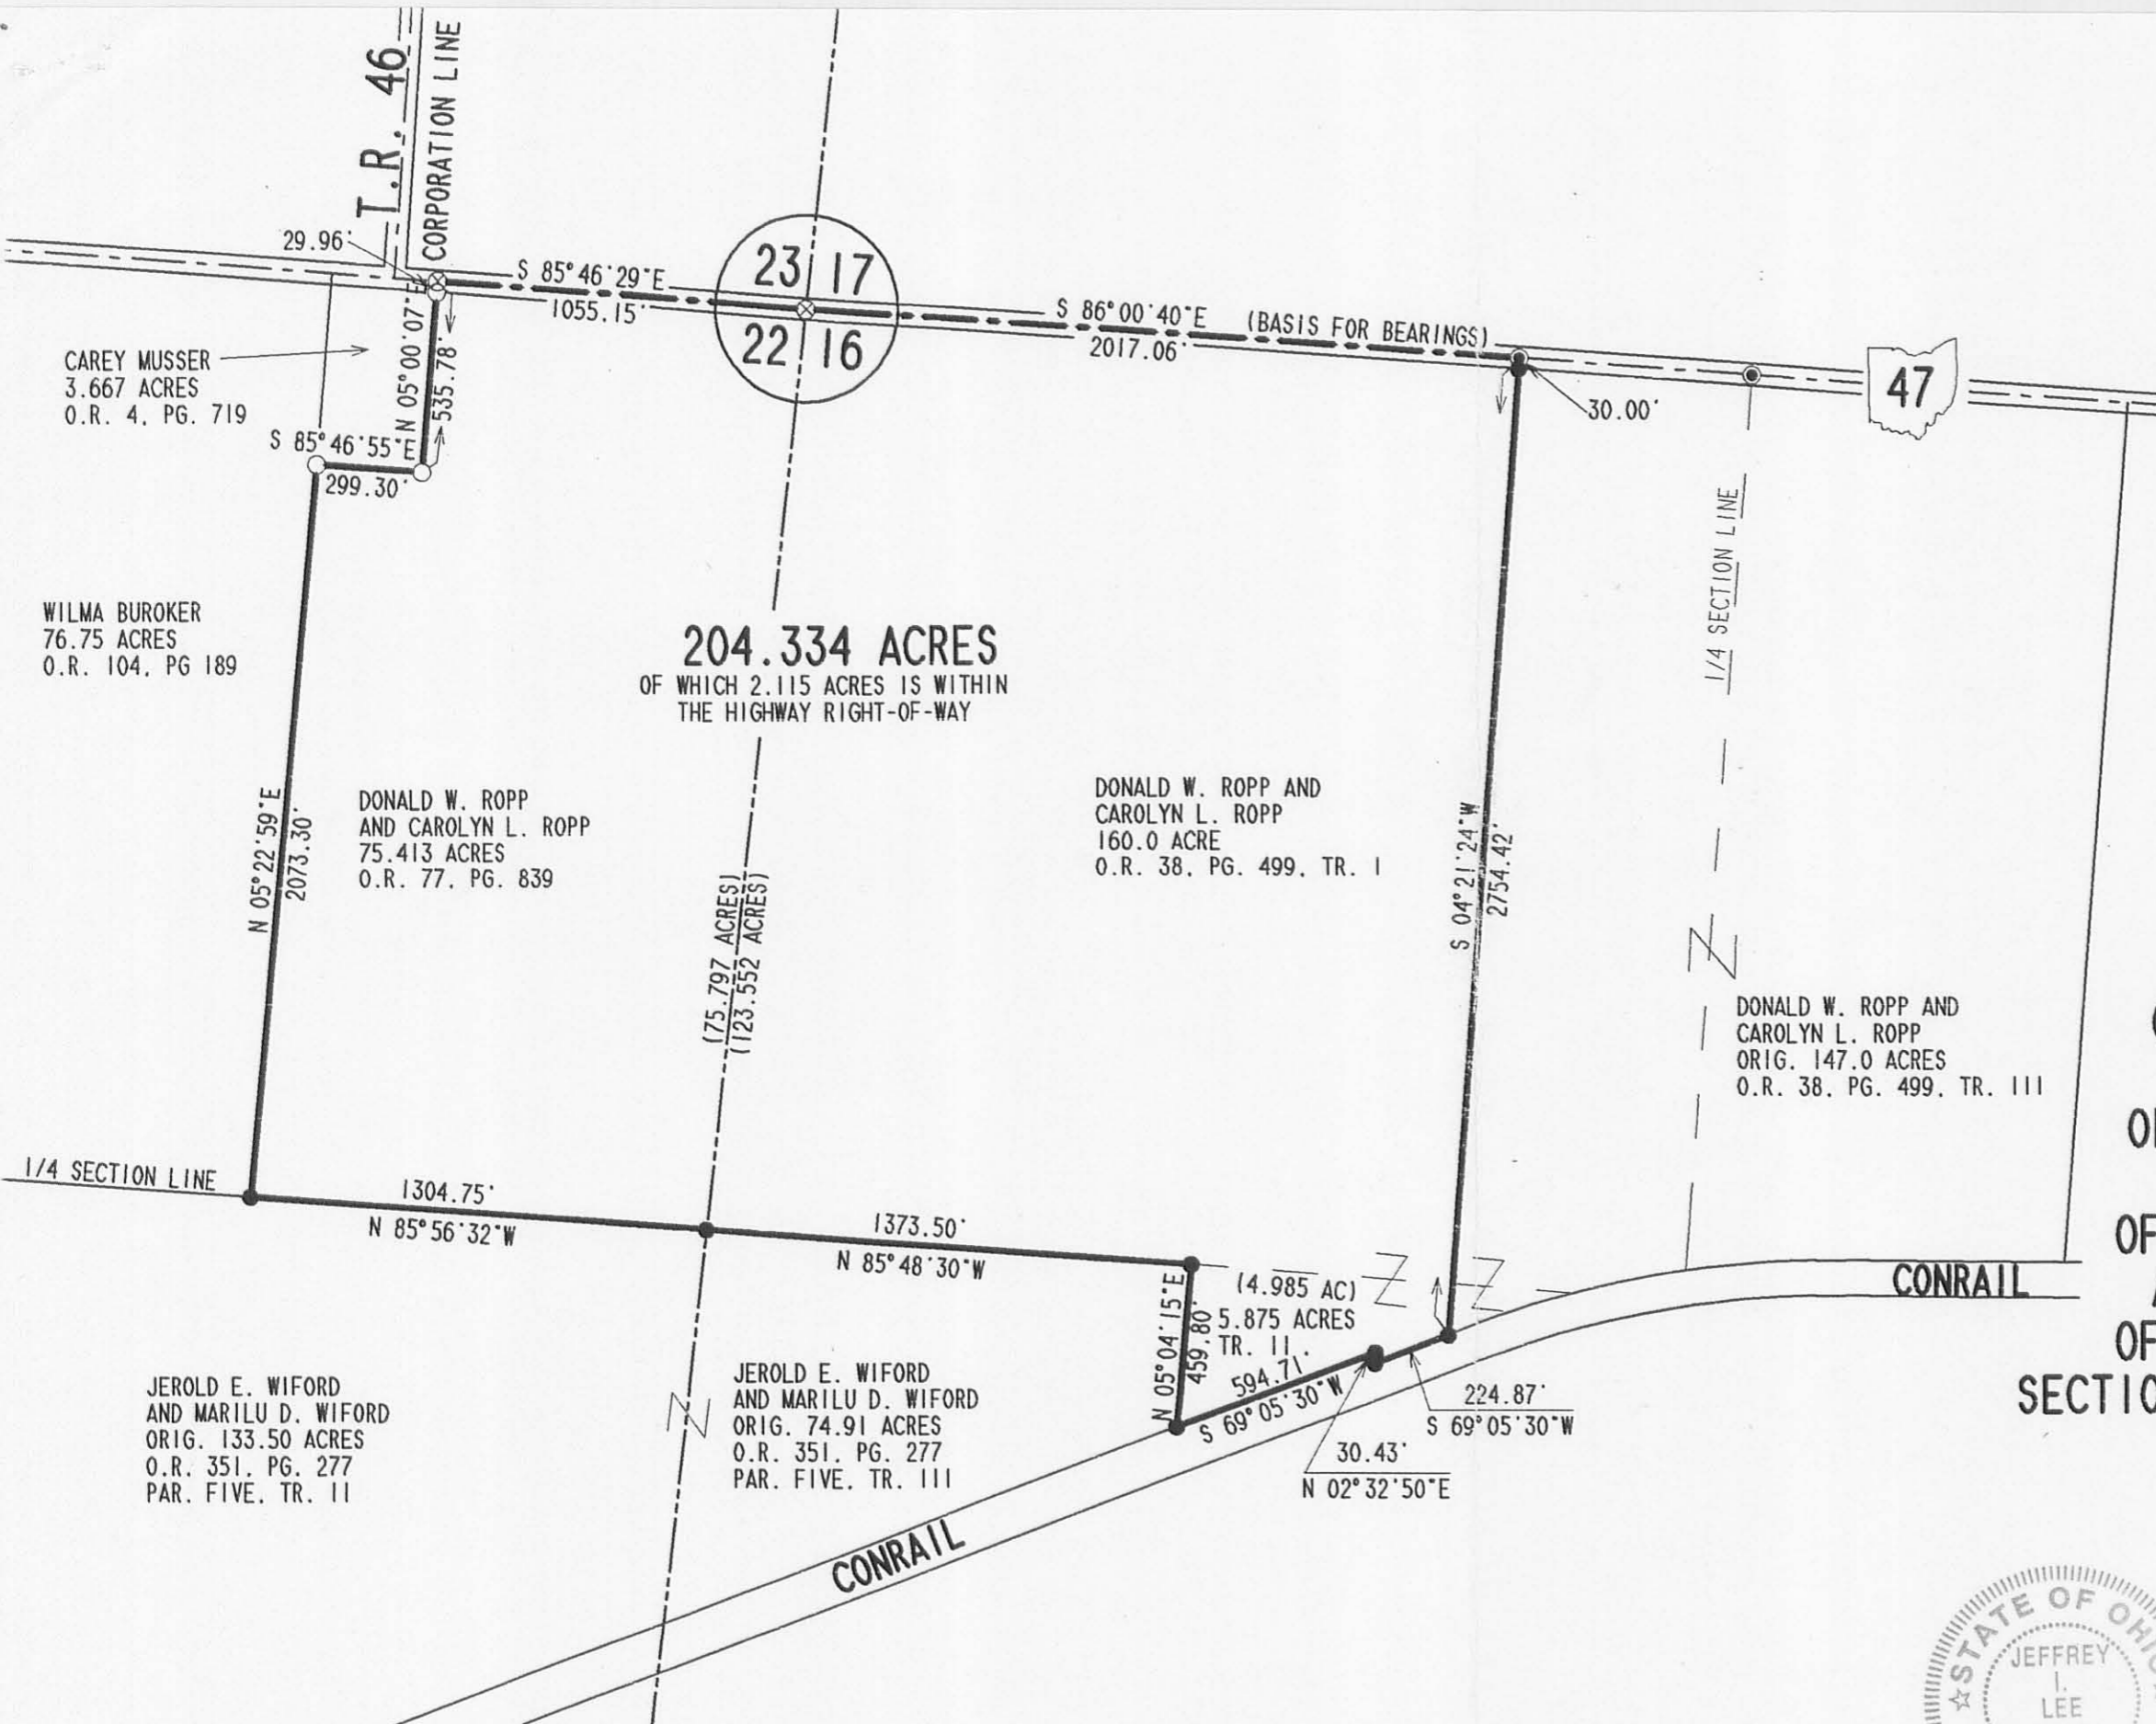 T.R. 46
CORPORATION LINE
29.96'
S 85°46'29"E
1055.15'
23
17
22
16
S 86°00'40"E (BASIS FOR BEARINGS)
2017.06'
47
30.00'
CAREY MUSSER
3.667 ACRES
O.R. 4, PG. 719
N 05°00'07"E
535.78'
S 85°46'55"E
299.30'
1/4 SECTION LINE
WILMA BUROKER
76.75 ACRES
O.R. 104, PG 189
204.334 ACRES
OF WHICH 2.115 ACRES IS WITHIN
THE HIGHWAY RIGHT-OF-WAY
N 05°22'59"E
2073.30'
DONALD W. ROPP
AND CAROLYN L. ROPP
75.413 ACRES
O.R. 77, PG. 839
(75.797 ACRES)
(123.552 ACRES)
DONALD W. ROPP AND
CAROLYN L. ROPP
160.0 ACRE
O.R. 38, PG. 499, TR. I
S 04°21'24"W
2754.42'
DONALD W. ROPP AND
CAROLYN L. ROPP
ORIG. 147.0 ACRES
O.R. 38, PG. 499, TR. III
1/4 SECTION LINE
1304.75'
N 85°56'32"W
1373.50'
N 85°48'30"W
N 05°04'15"E
459.80'
(4.985 AC)
5.875 ACRES
TR. II.
594.71'
S 69°05'30"W
224.87'
S 69°05'30"W
30.43'
N 02°32'50"E
CONRAIL
OF
OF
SECTIO
JEROLD E. WIFORD
AND MARILU D. WIFORD
ORIG. 133.50 ACRES
O.R. 351, PG. 277
PAR. FIVE, TR. II
JEROLD E. WIFORD
AND MARILU D. WIFORD
ORIG. 74.91 ACRES
O.R. 351, PG. 277
PAR. FIVE, TR. III
CONRAIL
STATE OF OHIO
JEFFREY
I.
LEE